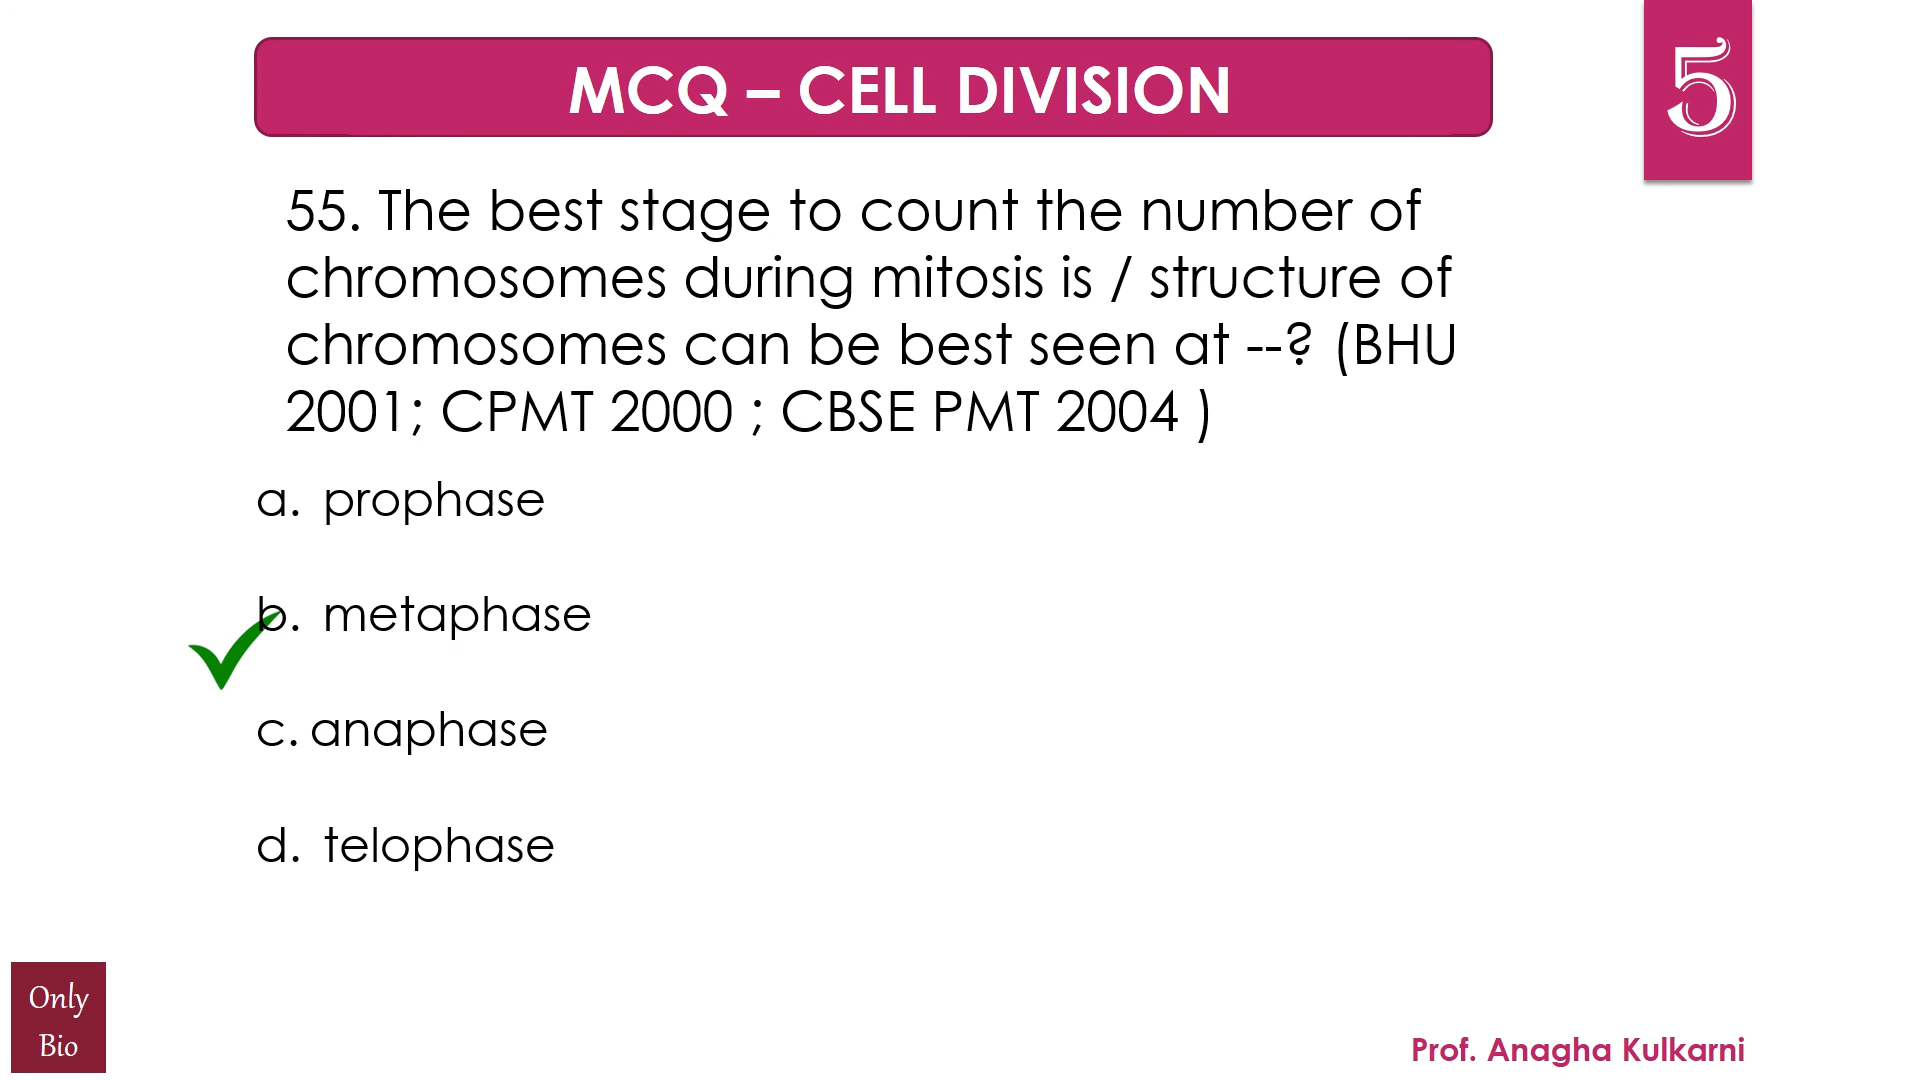 MCQ – CELL DIVISION
5
55. The best stage to count the number of
chromosomes during mitosis is / structure of
chromosomes can be best seen at --? (BHU
2001; CPMT 2000 ; CBSE PMT 2004 )
a. prophase
b. metaphase
c. anaphase
d. telophase
Only
Bio
Prof. Anagha Kulkarni